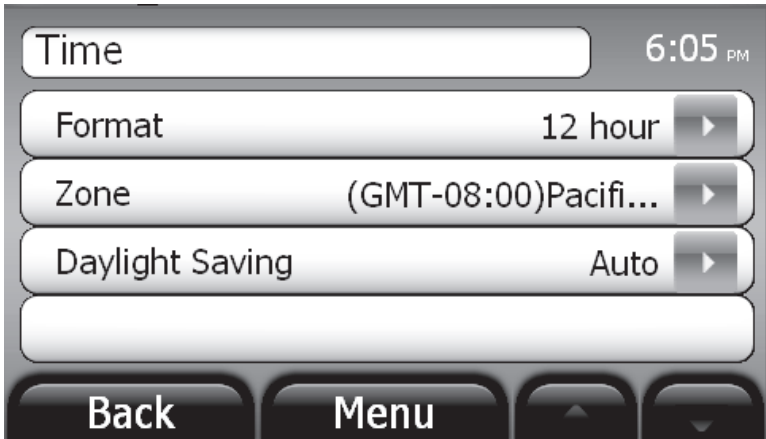 Time
6:05 PM
Format 12 hour
Zone (GMT-08:00)Pacifi...
Daylight Saving Auto
Back Menu